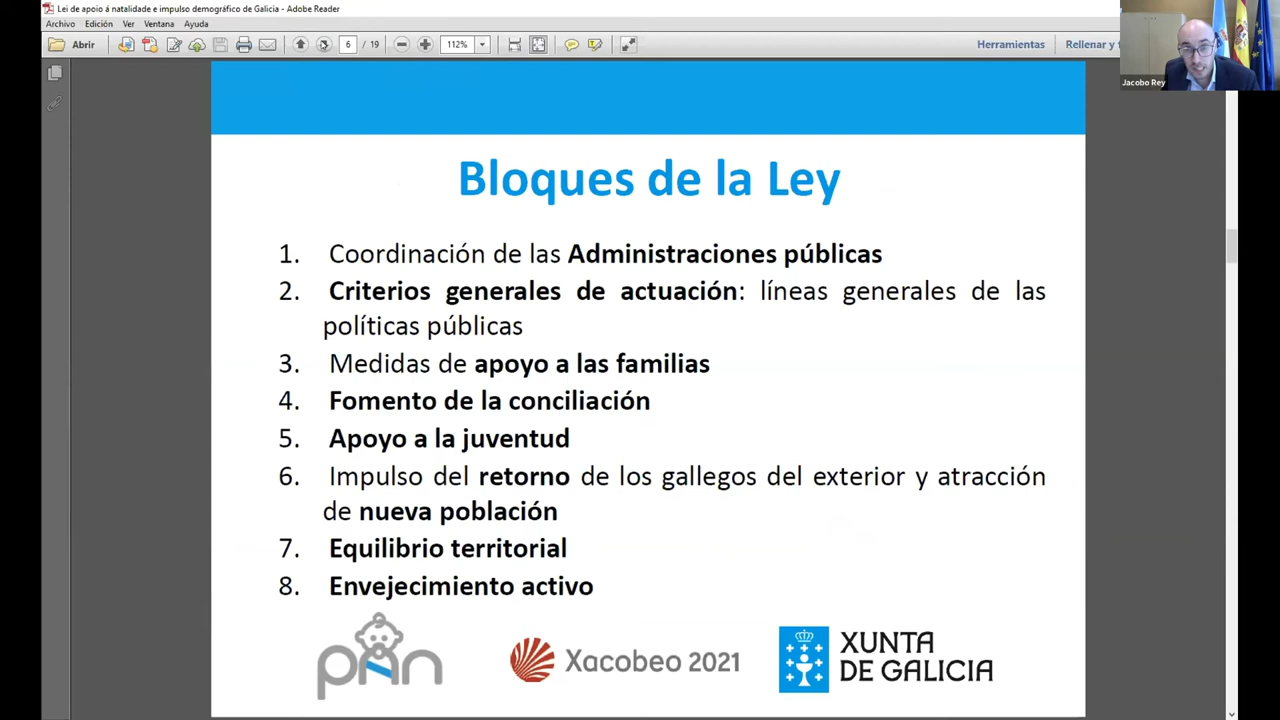 Lei de apoio á natalidade e impulso demográfico de Galicia - Adobe Reader
Archivo Edición Ver Ventana Ayuda
Abrir 6 / 19 112% Herramientas Rellenar y f
Jacobo Rey
Bloques de la Ley
1. Coordinación de las Administraciones públicas
2. Criterios generales de actuación: líneas generales de las
políticas públicas
3. Medidas de apoyo a las familias
4. Fomento de la conciliación
5. Apoyo a la juventud
6. Impulso del retorno de los gallegos del exterior y atracción
de nueva población
7. Equilibrio territorial
8. Envejecimiento activo
pan
Xacobeo 2021
XUNTA
DE GALICIA